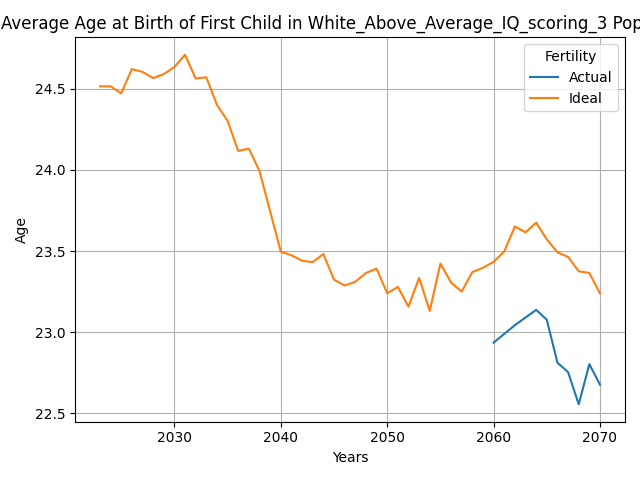 Average Age at Birth of First Child in White_Above_Average_IQ_scoring_3 Pop
Fertility
Actual
Ideal
24.5
24.0
23.5
23.0
22.5
Age
2030
2040
2050
2060
2070
Years